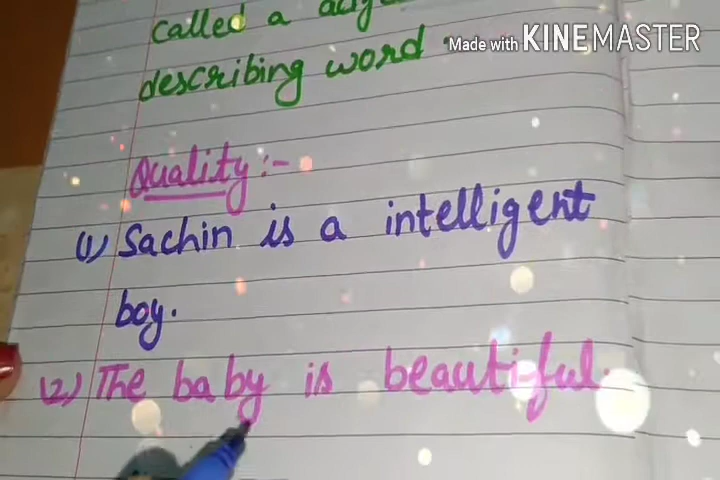 called a
Made with KINEMASTER
describing word.
Quality :-
(1) Sachin is a intelligent
boy.
(2) The baby is beautiful.